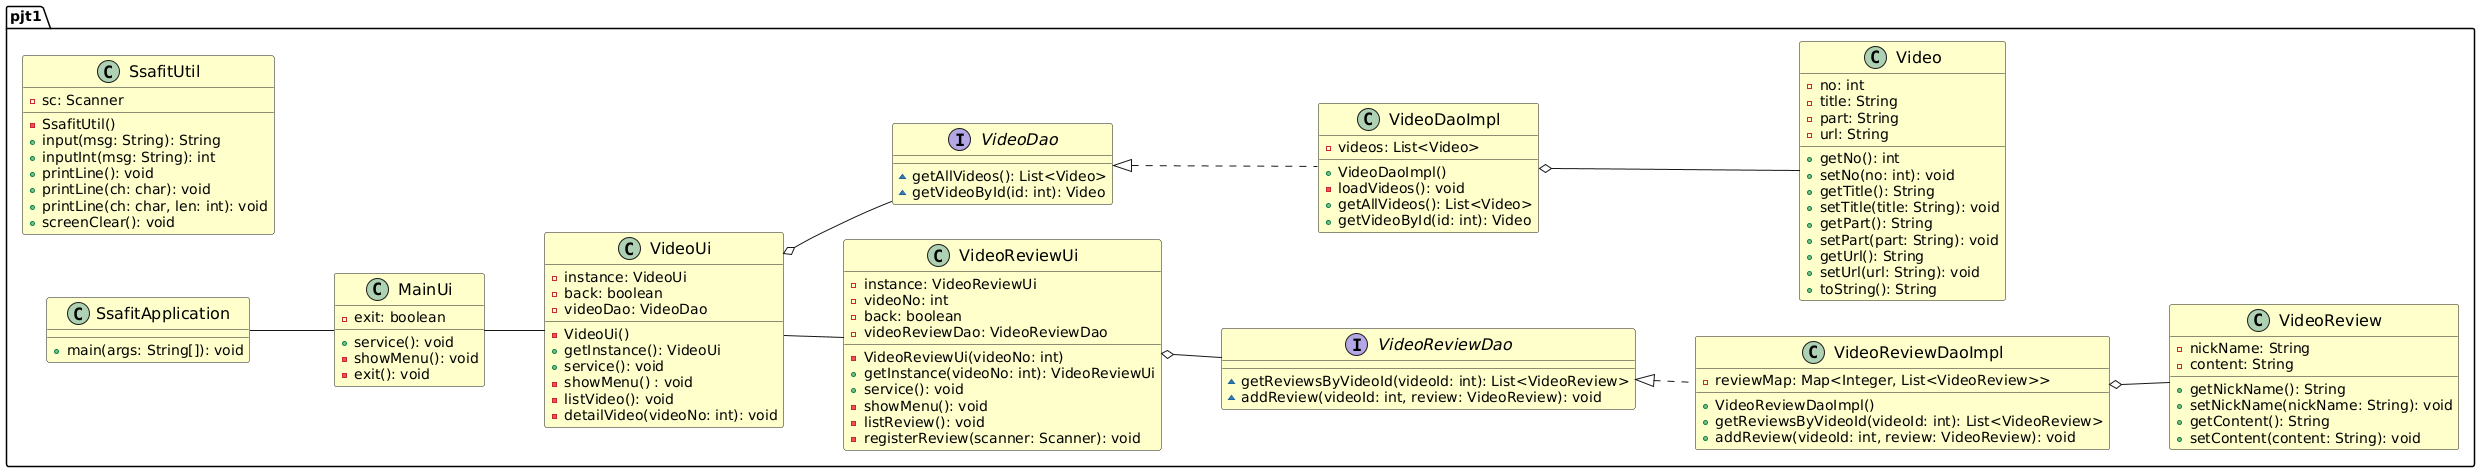 pjt1
C SsafitUtil
sc: Scanner
SsafitUtil()
input(msg: String): String
inputInt(msg: String): int
printLine(): void
printLine(ch: char): void
printLine(ch: char, len: int): void
screenClear(): void
C SsafitApplication
main(args: String[]): void
C MainUi
exit: boolean
service(): void
showMenu(): void
exit(): void
C VideoUi
instance: VideoUi
back: boolean
videoDao: VideoDao
VideoUi()
getInstance(): VideoUi
service(): void
showMenu() : void
listVideo(): void
detailVideo(videoNo: int): void
I VideoDao
getAllVideos(): List<Video>
getVideoById(id: int): Video
C VideoReviewUi
instance: VideoReviewUi
videoNo: int
back: boolean
videoReviewDao: VideoReviewDao
VideoReviewUi(videoNo: int)
getInstance(videoNo: int): VideoReviewUi
service(): void
showMenu(): void
listReview(): void
registerReview(scanner: Scanner): void
C VideoDaoImpl
videos: List<Video>
VideoDaoImpl()
loadVideos(): void
getAllVideos(): List<Video>
getVideoById(id: int): Video
I VideoReviewDao
getReviewsByVideoId(videoId: int): List<VideoReview>
addReview(videoId: int, review: VideoReview): void
C Video
no: int
title: String
part: String
url: String
getNo(): int
setNo(no: int): void
getTitle(): String
setTitle(title: String): void
getPart(): String
setPart(part: String): void
getUrl(): String
setUrl(url: String): void
toString(): String
C VideoReviewDaoImpl
reviewMap: Map<Integer, List<VideoReview>>
VideoReviewDaoImpl()
getReviewsByVideoId(videoId: int): List<VideoReview>
addReview(videoId: int, review: VideoReview): void
C VideoReview
nickName: String
content: String
getNickName(): String
setNickName(nickName: String): void
getContent(): String
setContent(content: String): void